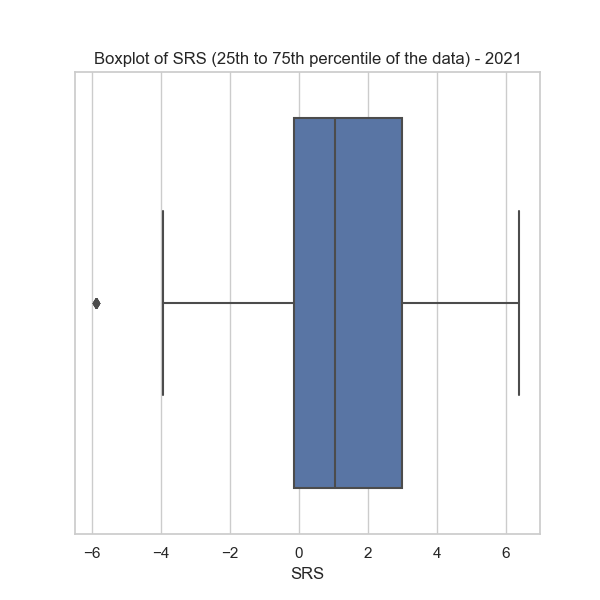 Boxplot of SRS (25th to 75th percentile of the data) - 2021
−6 −4 −2 0 2 4 6
SRS